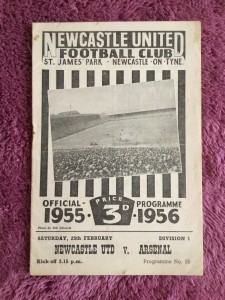 NEWCASTLE UNITED
FOOTBALL CLUB
ST. JAMES' PARK - NEWCASTLE - ON - TYNE.
OFFICIAL PROGRAMME
PRICE
1955 - 3D - 1956
SATURDAY, 25th FEBRUARY DIVISION 1
NEWCASTLE UTD v. ARSENAL
Kick-off 3.15 p.m. Programme No.